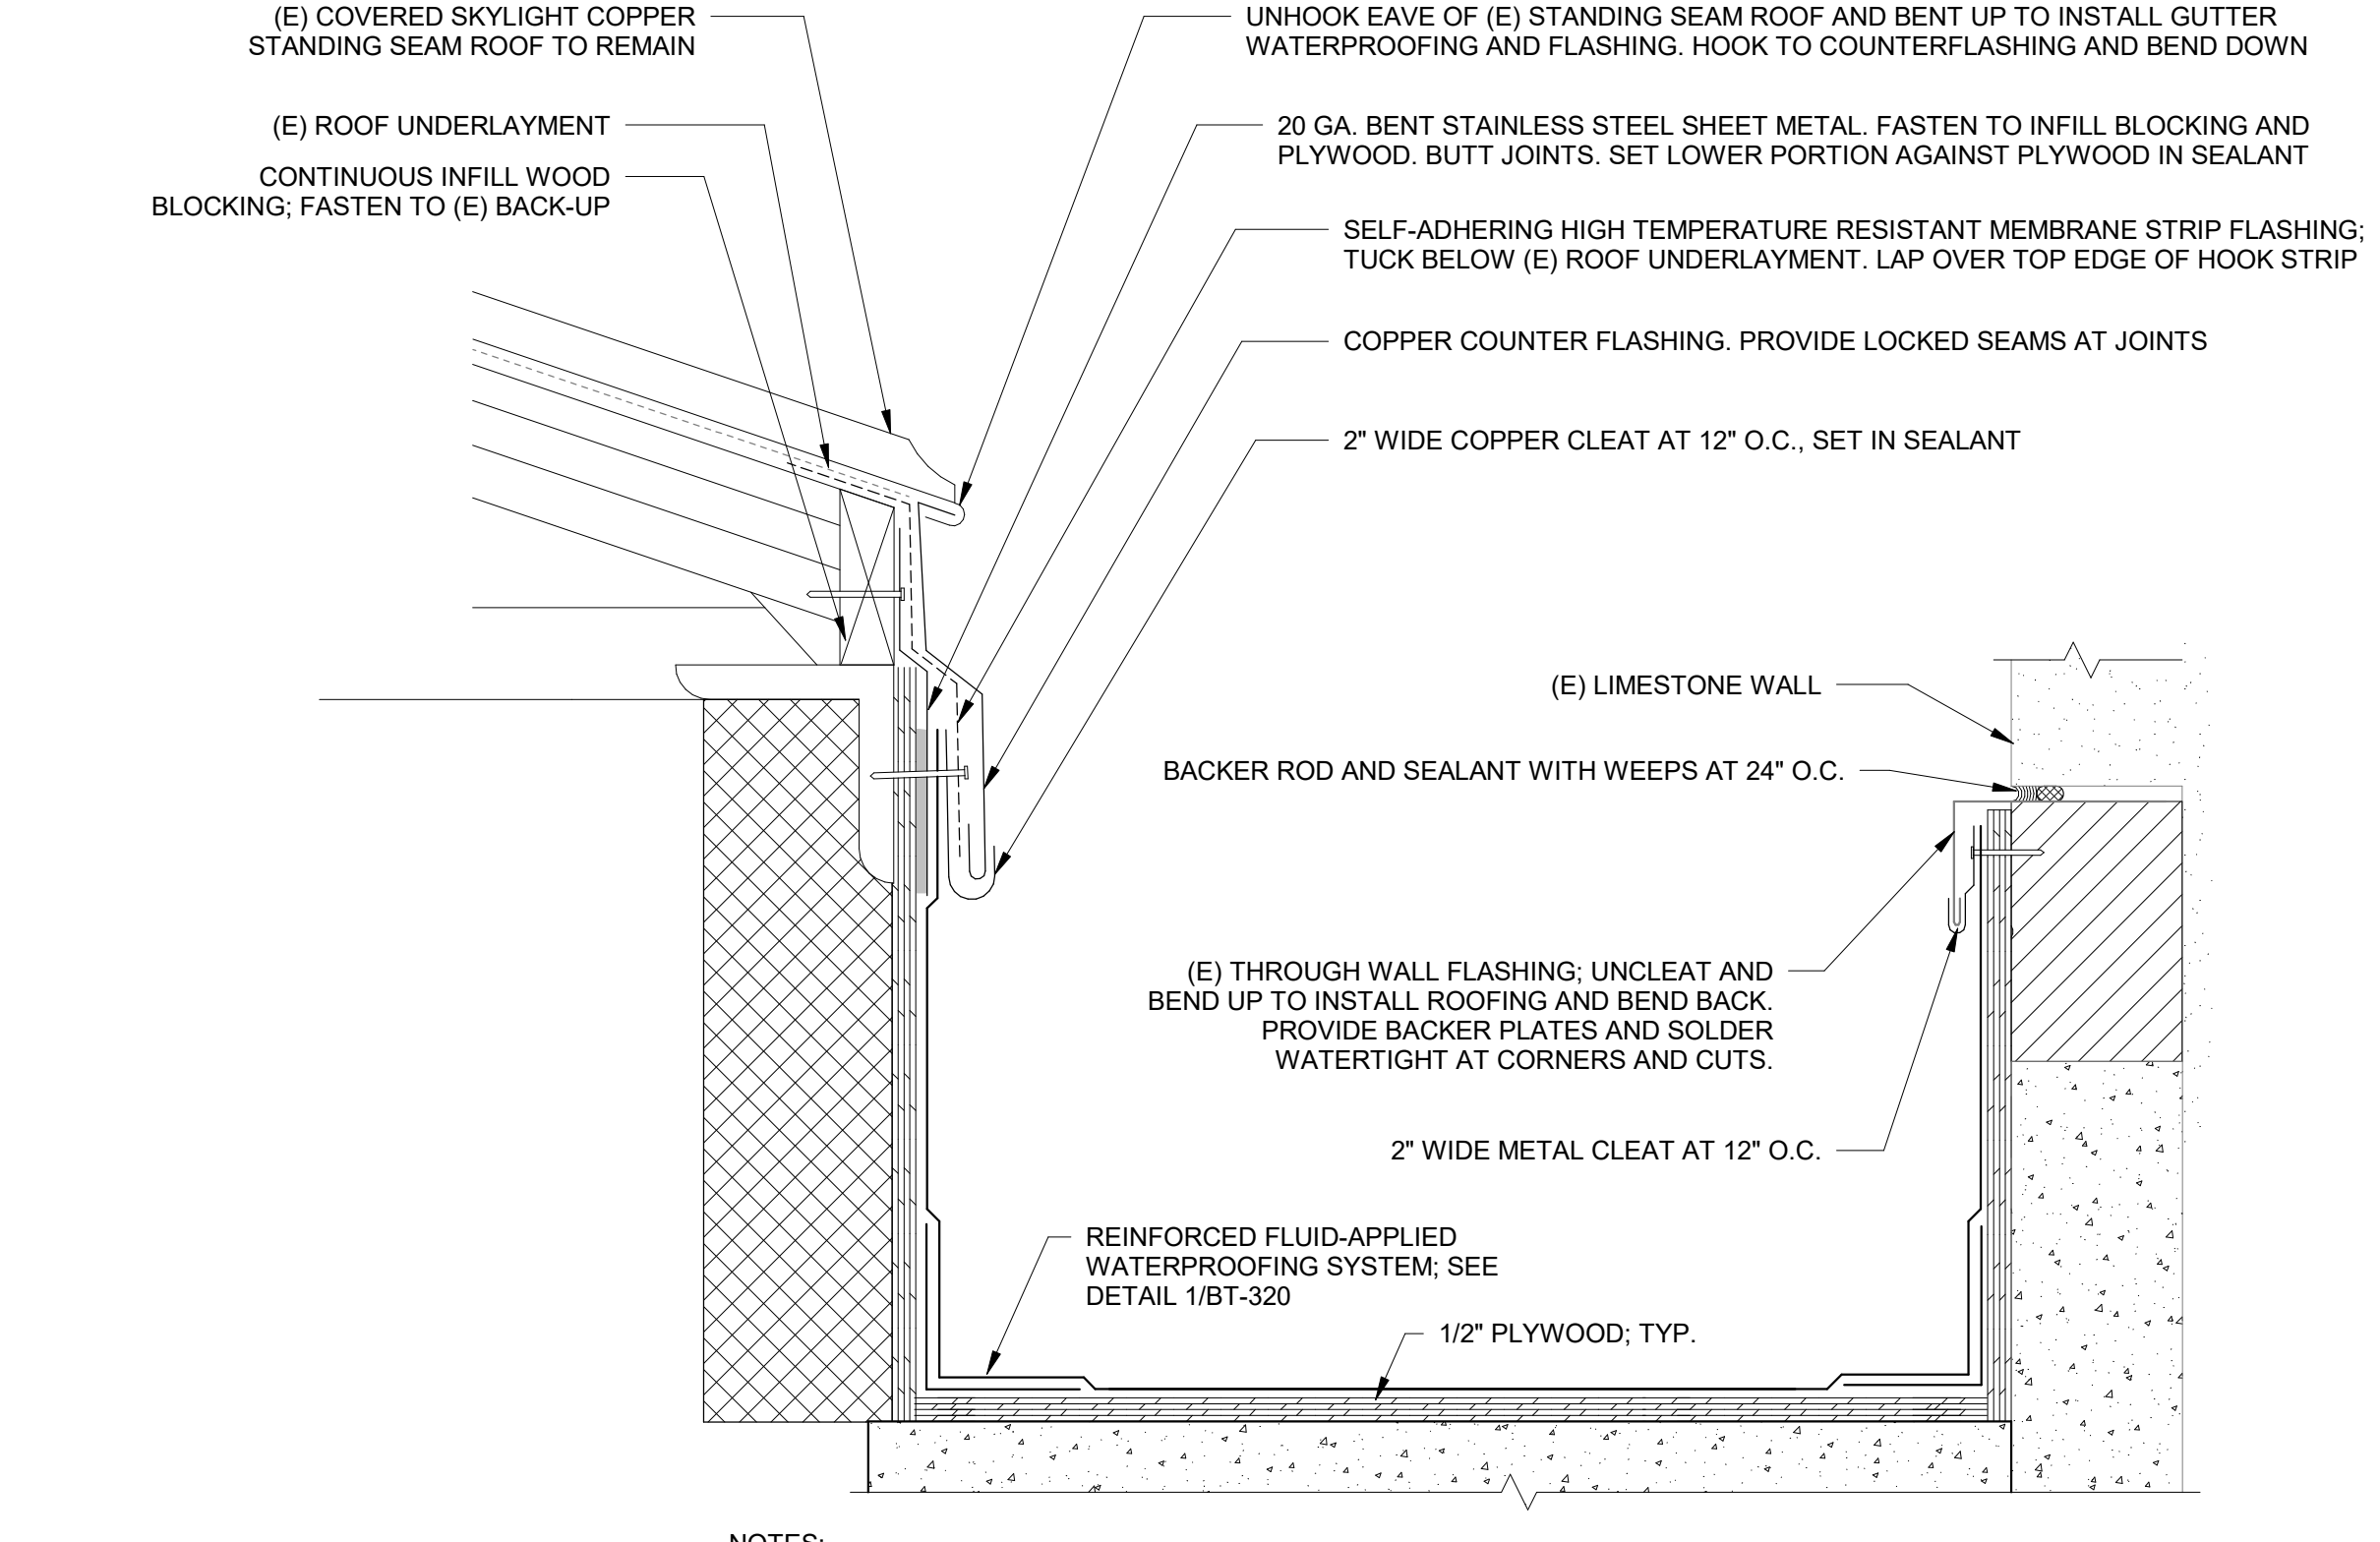 (E) COVERED SKYLIGHT COPPER
STANDING SEAM ROOF TO REMAIN
(E) ROOF UNDERLAYMENT
CONTINUOUS INFILL WOOD
BLOCKING; FASTEN TO (E) BACK-UP
UNHOOK EAVE OF (E) STANDING SEAM ROOF AND BENT UP TO INSTALL GUTTER
WATERPROOFING AND FLASHING. HOOK TO COUNTERFLASHING AND BEND DOWN
20 GA. BENT STAINLESS STEEL SHEET METAL. FASTEN TO INFILL BLOCKING AND
PLYWOOD. BUTT JOINTS. SET LOWER PORTION AGAINST PLYWOOD IN SEALANT
SELF-ADHERING HIGH TEMPERATURE RESISTANT MEMBRANE STRIP FLASHING;
TUCK BELOW (E) ROOF UNDERLAYMENT. LAP OVER TOP EDGE OF HOOK STRIP
COPPER COUNTER FLASHING. PROVIDE LOCKED SEAMS AT JOINTS
2" WIDE COPPER CLEAT AT 12" O.C., SET IN SEALANT
(E) LIMESTONE WALL
BACKER ROD AND SEALANT WITH WEEPS AT 24" O.C.
(E) THROUGH WALL FLASHING; UNCLEAT AND
BEND UP TO INSTALL ROOFING AND BEND BACK.
PROVIDE BACKER PLATES AND SOLDER
WATERTIGHT AT CORNERS AND CUTS.
2" WIDE METAL CLEAT AT 12" O.C.
REINFORCED FLUID-APPLIED
WATERPROOFING SYSTEM; SEE
DETAIL 1/BT-320
1/2" PLYWOOD; TYP.
NOTES: